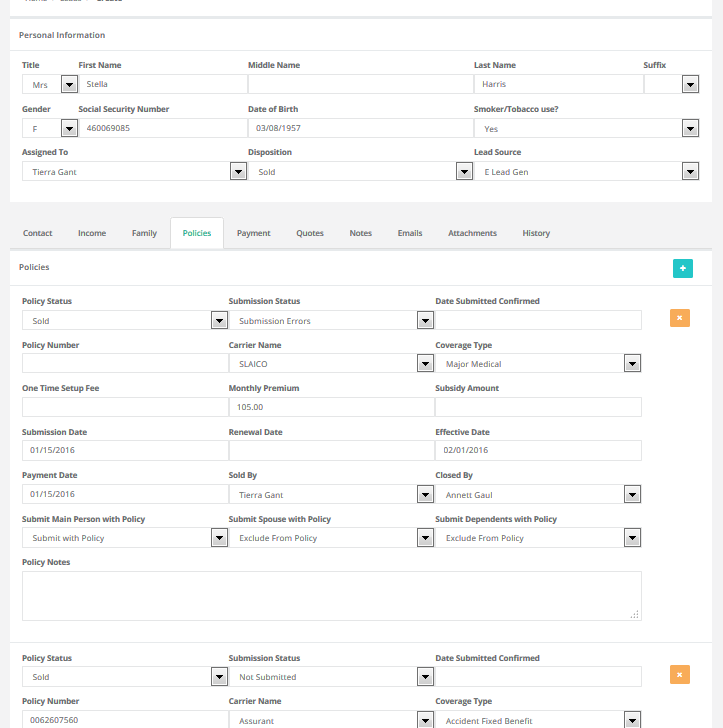 Personal Information
Title First Name Middle Name Last Name Suffix
Mrs Stella Harris
Gender Social Security Number Date of Birth Smoker/Tobacco use?
F 460069085 03/08/1957 Yes
Assigned To Disposition Lead Source
Tierra Gant Sold E Lead Gen
Contact Income Family Policies Payment Quotes Notes Emails Attachments History
Policies +
Policy Status Submission Status Date Submitted Confirmed
Sold Submission Errors ×
Policy Number Carrier Name Coverage Type
SLAICO Major Medical
One Time Setup Fee Monthly Premium Subsidy Amount
105.00
Submission Date Renewal Date Effective Date
01/15/2016 02/01/2016
Payment Date Sold By Closed By
01/15/2016 Tierra Gant Annett Gaul
Submit Main Person with Policy Submit Spouse with Policy Submit Dependents with Policy
Submit with Policy Exclude From Policy Exclude From Policy
Policy Notes
Policy Status Submission Status Date Submitted Confirmed
Sold Not Submitted ×
Policy Number Carrier Name Coverage Type
0062607560 Assurant Accident Fixed Benefit